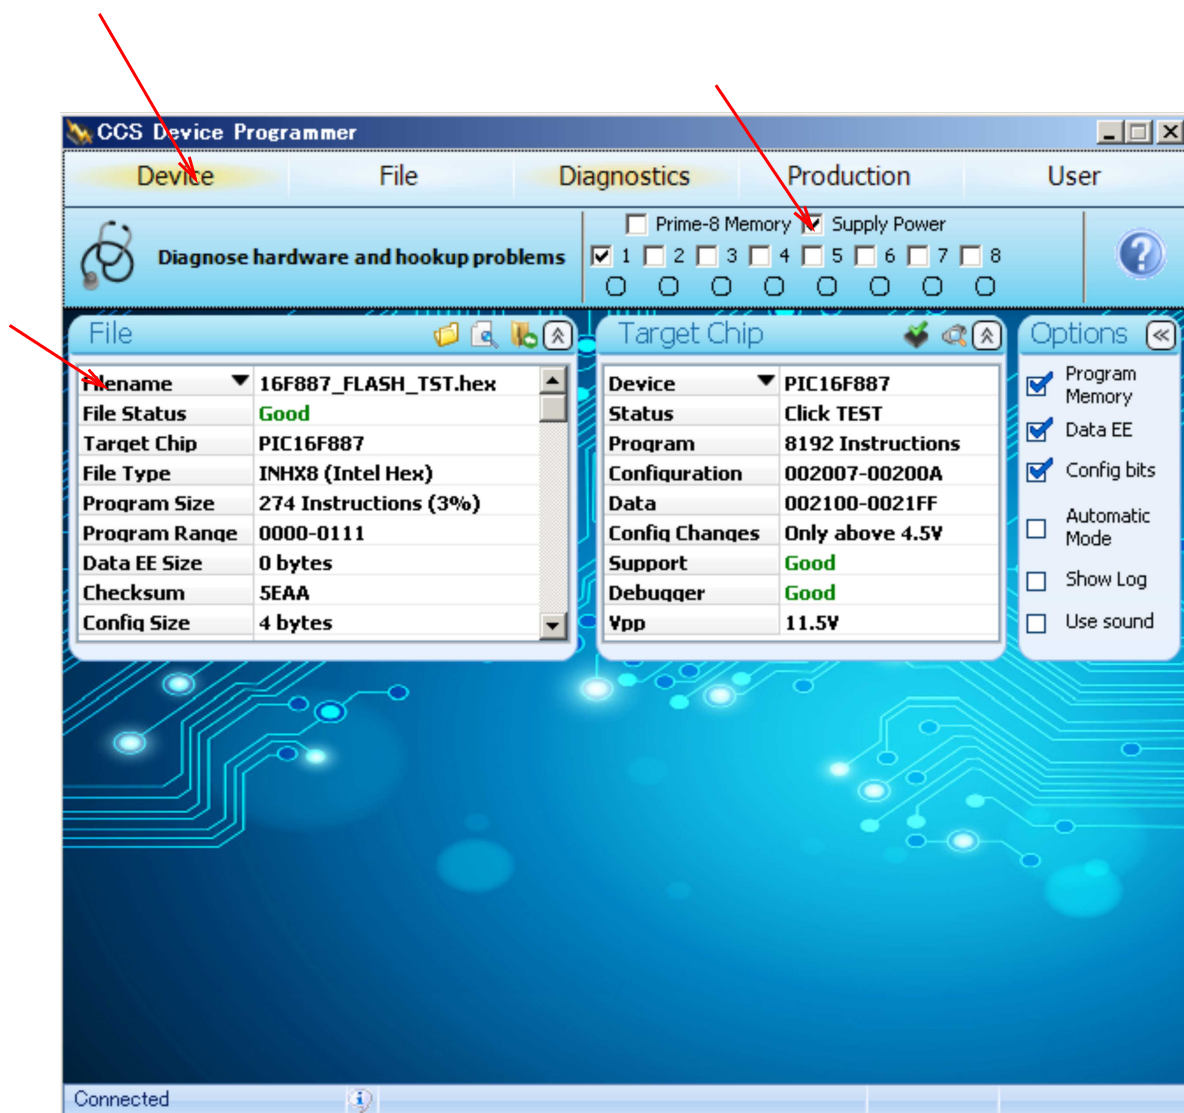 CCS Device Programmer
Device File Diagnostics Production User
Diagnose hardware and hookup problems
Prime-8 Memory Supply Power
1 2 3 4 5 6 7 8
File
Filename 16F887_FLASH_TST.hex
File Status Good
Target Chip PIC16F887
File Type INHX8 (Intel Hex)
Program Size 274 Instructions (3%)
Program Range 0000-0111
Data EE Size 0 bytes
Checksum 5EAA
Config Size 4 bytes
Target Chip
Device PIC16F887
Status Click TEST
Program 8192 Instructions
Configuration 002007-00200A
Data 002100-0021FF
Config Changes Only above 4.5V
Support Good
Debugger Good
Vpp 11.5V
Options
Program
Memory
Data EE
Config bits
Automatic
Mode
Show Log
Use sound
Connected